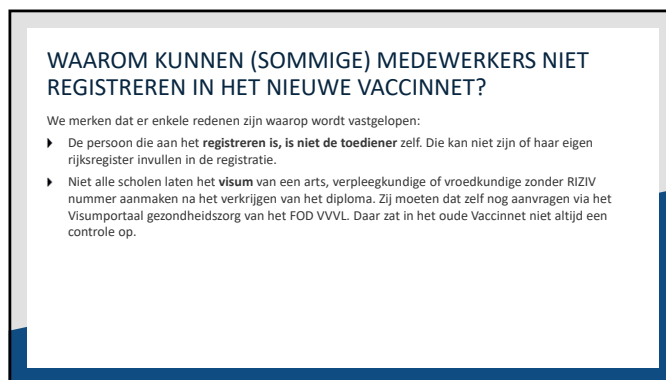 WAAROM KUNNEN (SOMMIGE) MEDEWERKERS NIET
REGISTREREN IN HET NIEUWE VACCINNET?
We merken dat er enkele redenen zijn waarop wordt vastgelopen:
De persoon die aan het registreren is, is niet de toediener zelf. Die kan niet zijn of haar eigen
rijksregister invullen in de registratie.
Niet alle scholen laten het visum van een arts, verpleegkundige of vroedkundige zonder RIZIV
nummer aanmaken na het verkrijgen van het diploma. Zij moeten dat zelf nog aanvragen via het
Visumportaal gezondheidszorg van het FOD VVVL. Daar zat in het oude Vaccinnet niet altijd een
controle op.